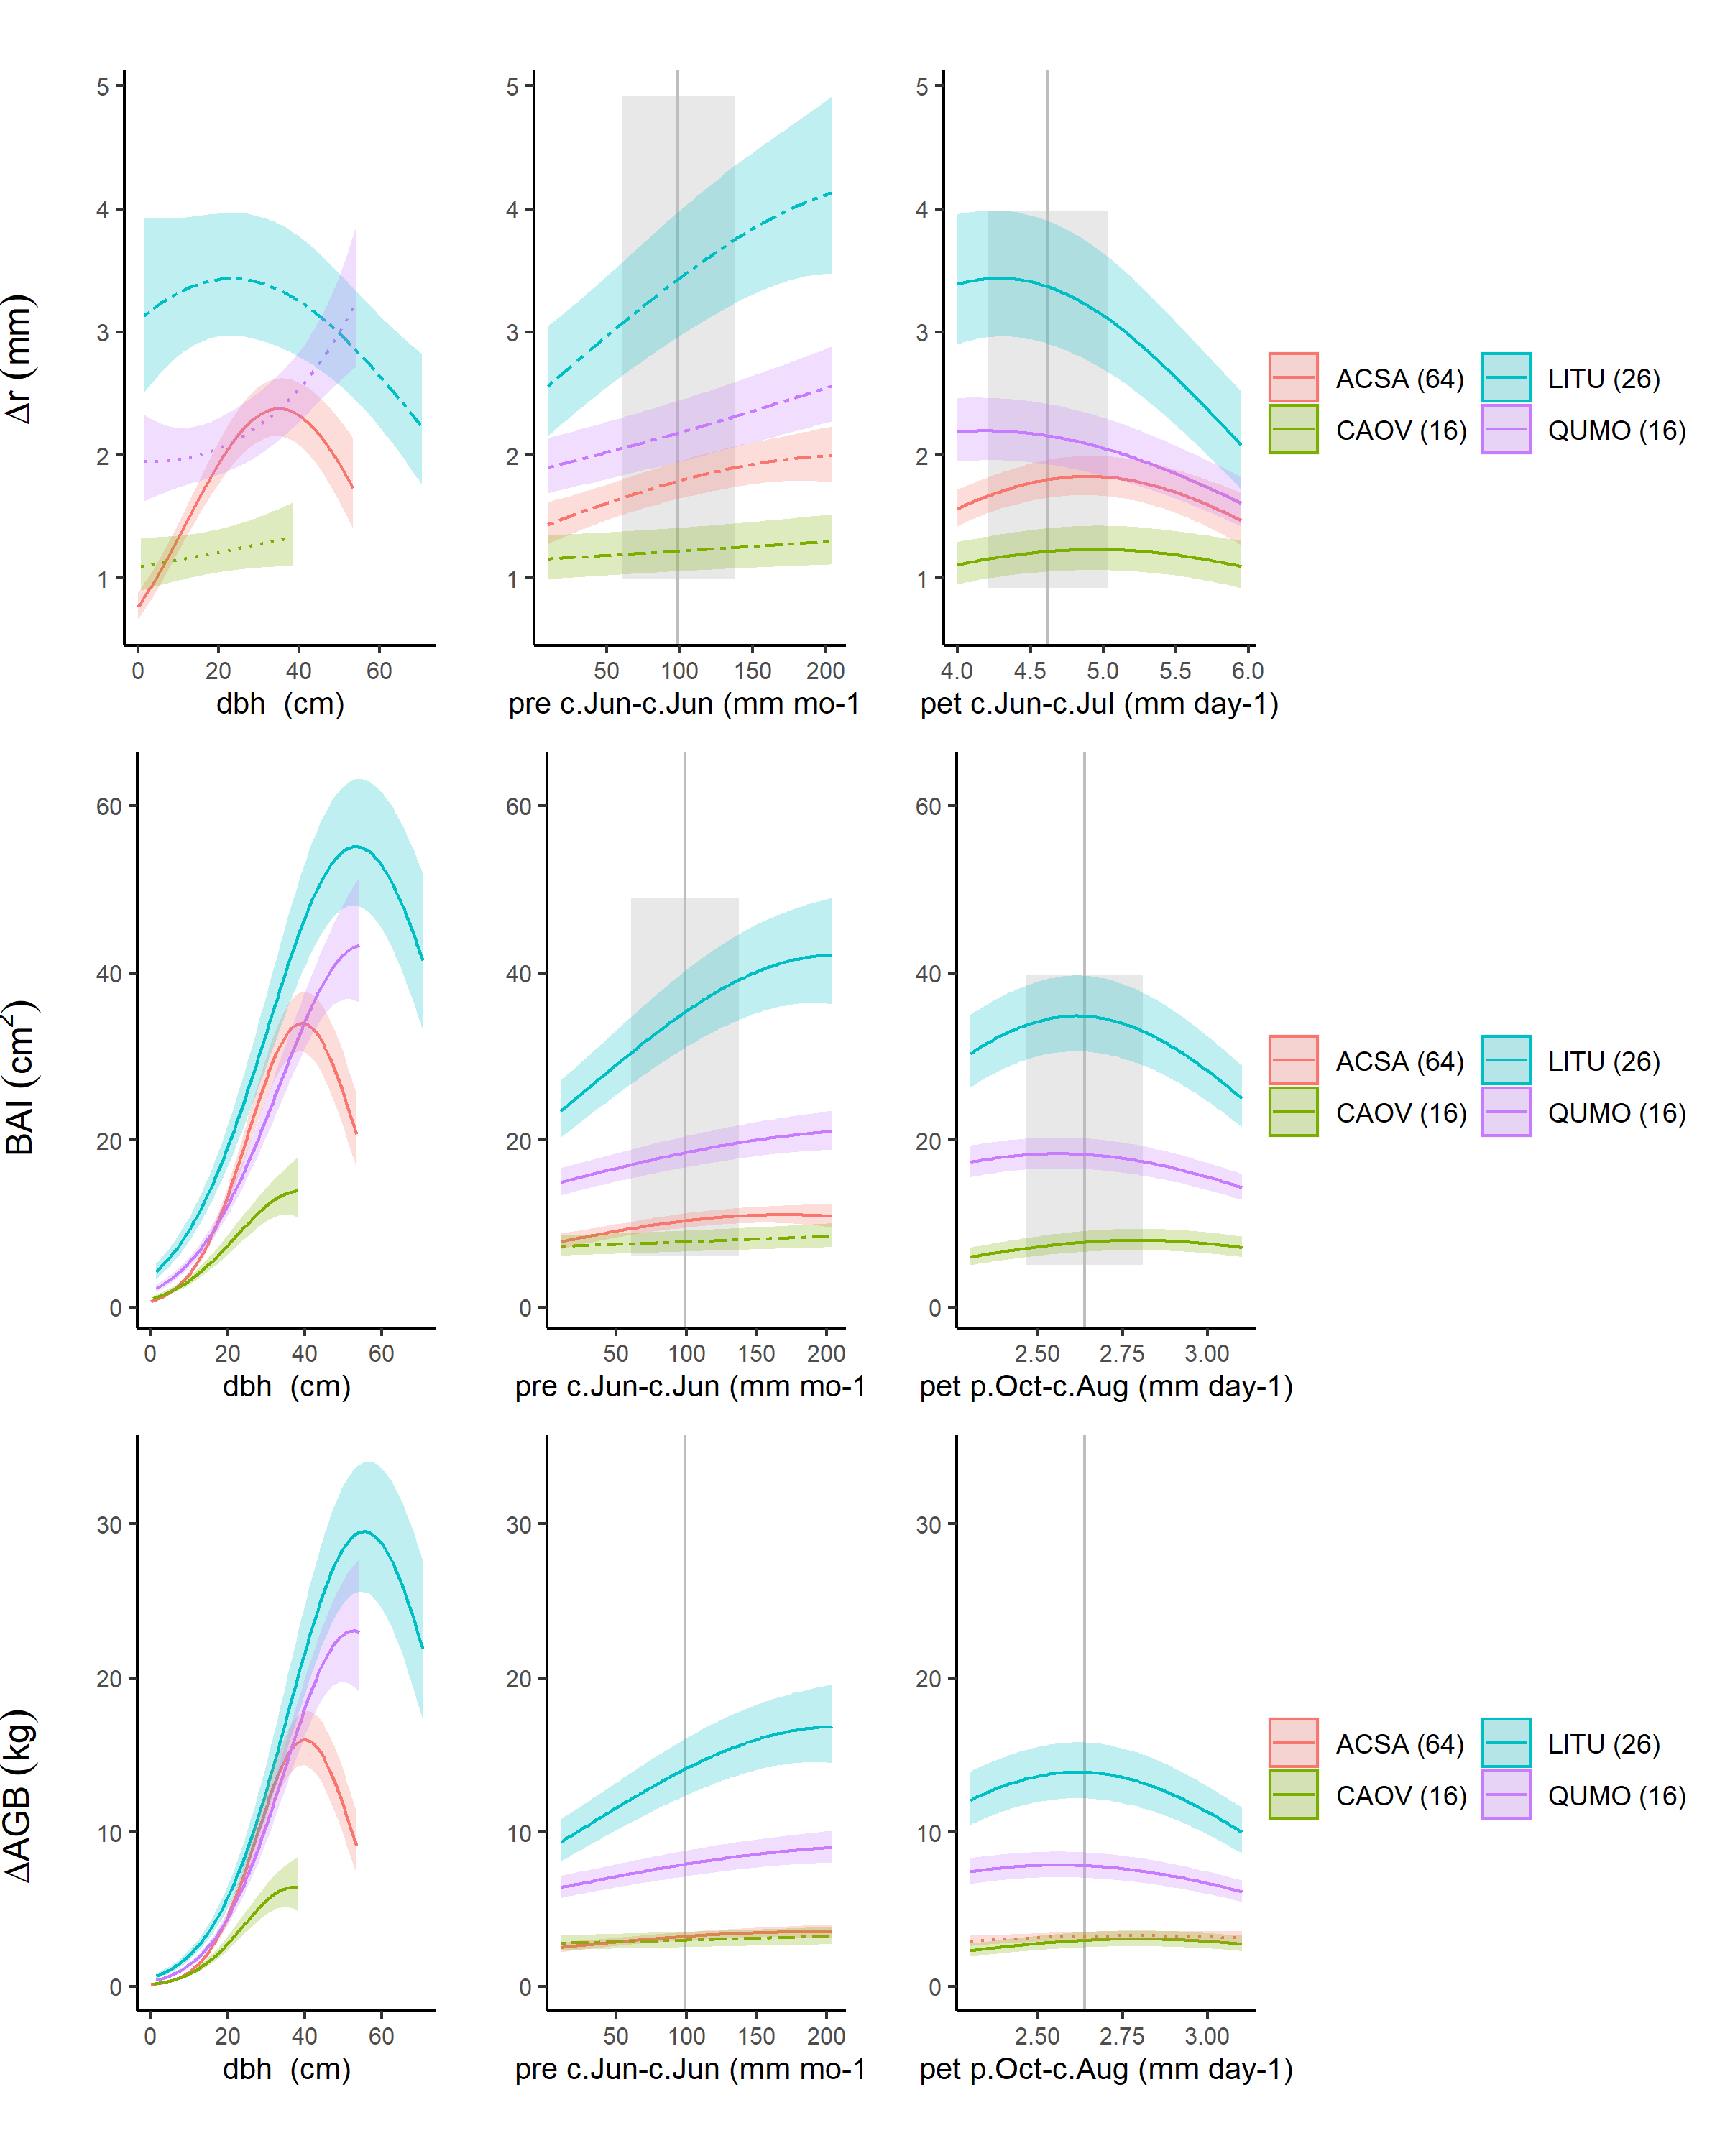 Δr (mm)
5
4
3
2
1
0 20 40 60
dbh (cm)
5
4
3
2
1
50 100 150 200
pre c.Jun-c.Jun (mm mo-1
5
4
3
2
1
4.0 4.5 5.0 5.5 6.0
pet c.Jun-c.Jul (mm day-1)
ACSA (64) LITU (26)
CAOV (16) QUMO (16)
BAI (cm²)
60
40
20
0
0 20 40 60
dbh (cm)
60
40
20
0
50 100 150 200
pre c.Jun-c.Jun (mm mo-1
60
40
20
0
2.50 2.75 3.00
pet p.Oct-c.Aug (mm day-1)
ACSA (64) LITU (26)
CAOV (16) QUMO (16)
ΔAGB (kg)
30
20
10
0
0 20 40 60
dbh (cm)
30
20
10
0
50 100 150 200
pre c.Jun-c.Jun (mm mo-1
30
20
10
0
2.50 2.75 3.00
pet p.Oct-c.Aug (mm day-1)
ACSA (64) LITU (26)
CAOV (16) QUMO (16)